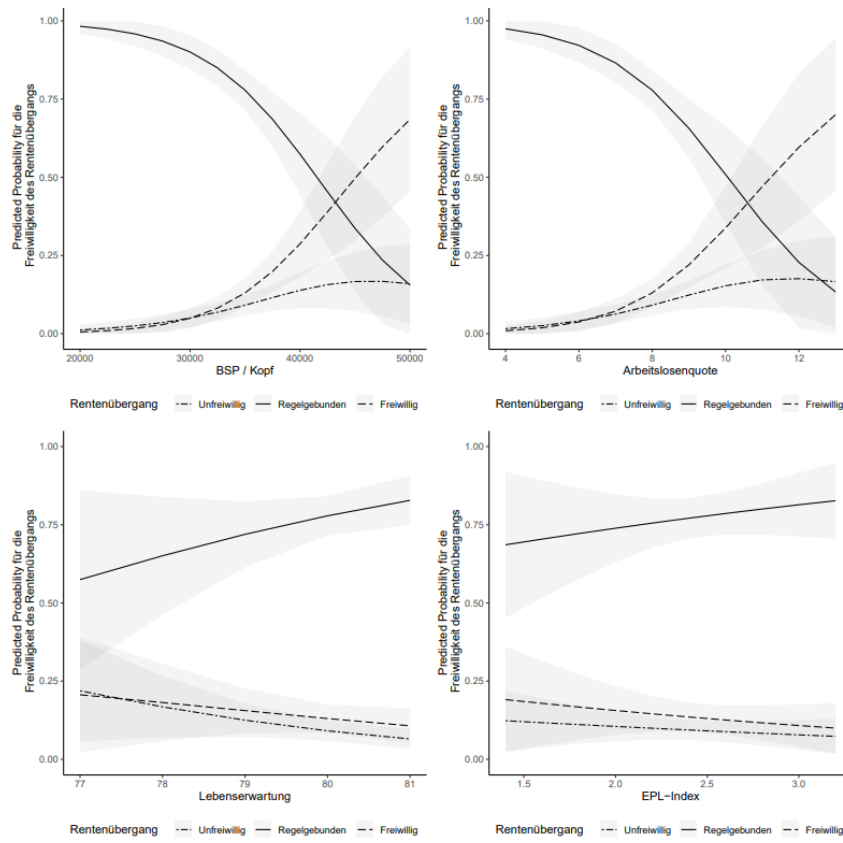 Predicted Probability für die
Freiwilligkeit des Rentenübergangs
1.00
0.75
0.50
0.25
0.00
20000 30000 40000 50000
BSP / Kopf
Rentenübergang Unfreiwillig Regelgebunden Freiwillig
Predicted Probability für die
Freiwilligkeit des Rentenübergangs
1.00
0.75
0.50
0.25
0.00
4 6 8 10 12
Arbeitslosenquote
Rentenübergang Unfreiwillig Regelgebunden Freiwillig
Predicted Probability für die
Freiwilligkeit des Rentenübergangs
1.00
0.75
0.50
0.25
0.00
77 78 79 80 81
Lebenserwartung
Rentenübergang Unfreiwillig Regelgebunden Freiwillig
Predicted Probability für die
Freiwilligkeit des Rentenübergangs
1.00
0.75
0.50
0.25
0.00
1.5 2.0 2.5 3.0
EPL−Index
Rentenübergang Unfreiwillig Regelgebunden Freiwillig